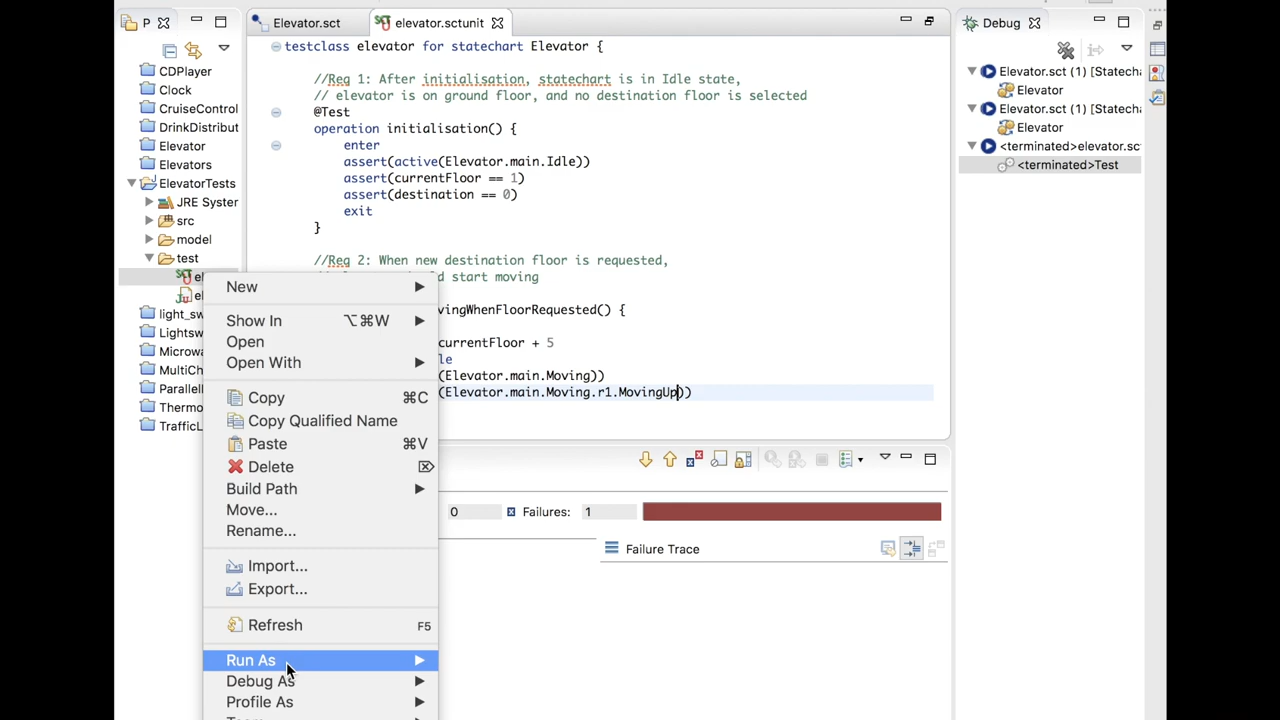 P
Elevator.sct
elevator.sctunit
Debug
CDPlayer
Clock
CruiseControl
DrinkDistribut
Elevator
Elevators
ElevatorTests
JRE Syster
src
model
test
el
el
light_sw
Lightsw
Microwa
MultiCh
Parallel
Thermo
TrafficL
testclass elevator for statechart Elevator {
//Req 1: After initialisation, statechart is in Idle state,
// elevator is on ground floor, and no destination floor is selected
@Test
operation initialisation() {
enter
assert(active(Elevator.main.Idle))
assert(currentFloor == 1)
assert(destination == 0)
exit
}
//Req 2: When new destination floor is requested,
start moving
vingWhenFloorRequested() {
currentFloor + 5
le
(Elevator.main.Moving))
(Elevator.main.Moving.r1.MovingUp))
New
Show In ⌥⌘W
Open
Open With
Copy ⌘C
Copy Qualified Name
Paste ⌘V
Delete ⌦
Build Path
Move...
Rename...
Import...
Export...
Refresh F5
Run As
Debug As
Profile As
0 Failures: 1
Failure Trace
Elevator.sct (1) [Statecha
Elevator
Elevator.sct (1) [Statecha
Elevator
<terminated>elevator.sc
<terminated>Test